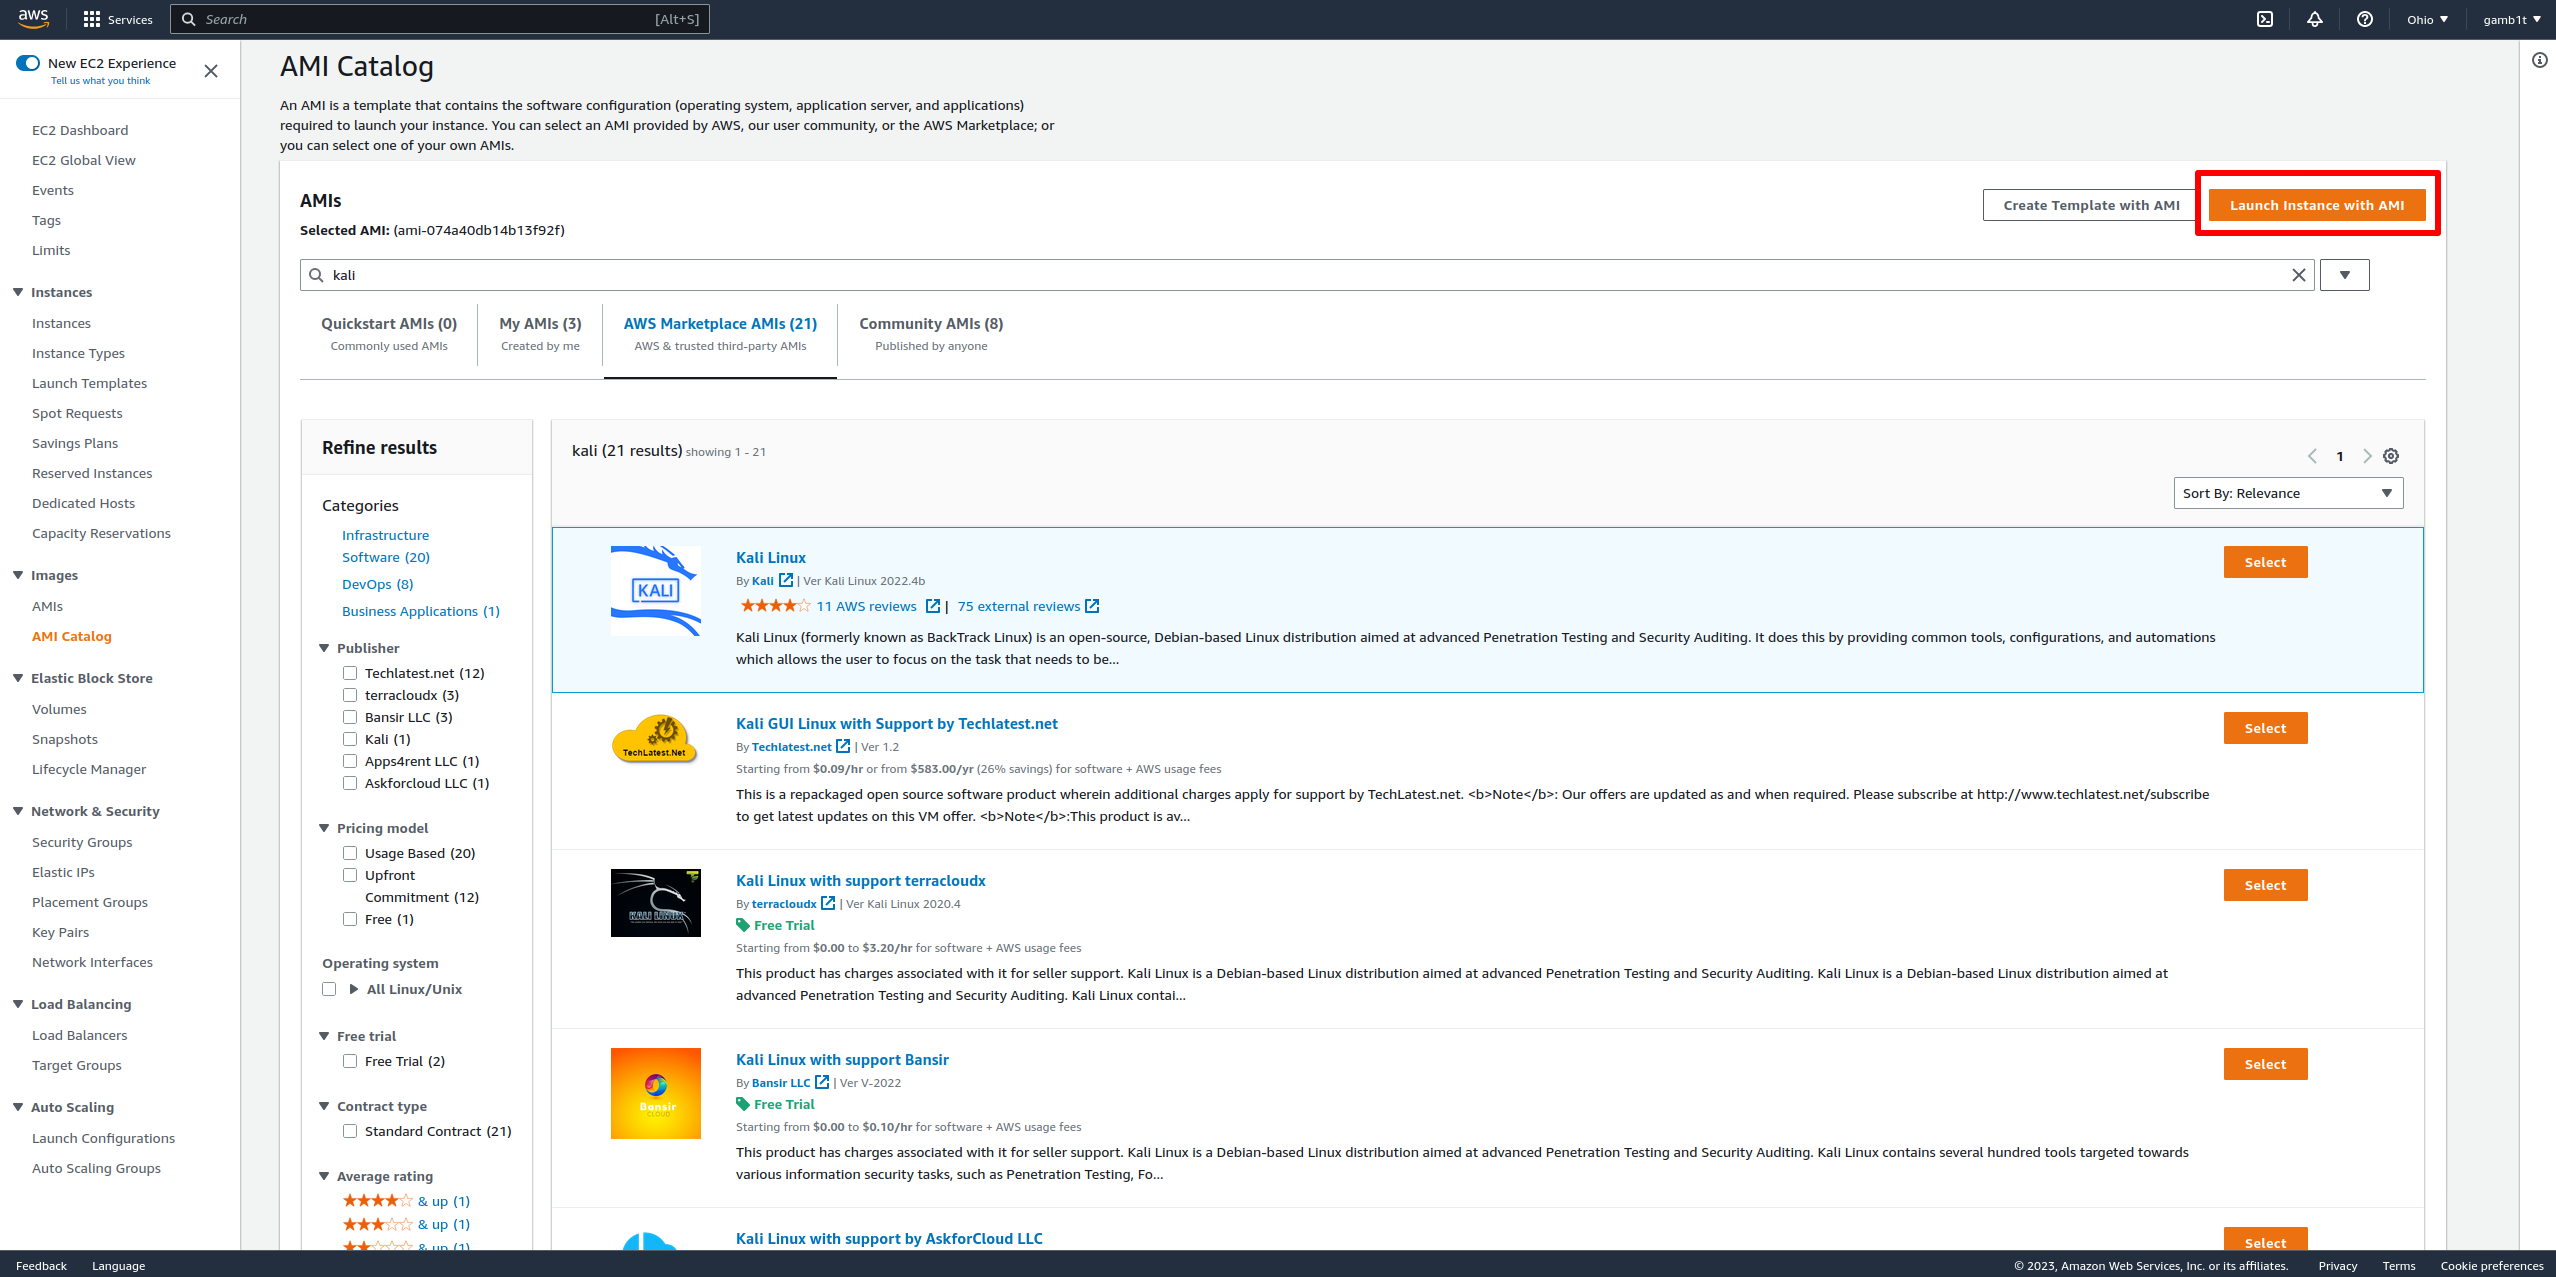 aws
Services
Search
[Alt+S]
Ohio
gamb1t
New EC2 Experience
Tell us what you think
EC2 Dashboard
EC2 Global View
Events
Tags
Limits
Instances
Instances
Instance Types
Launch Templates
Spot Requests
Savings Plans
Reserved Instances
Dedicated Hosts
Capacity Reservations
Images
AMIs
AMI Catalog
Elastic Block Store
Volumes
Snapshots
Lifecycle Manager
Network & Security
Security Groups
Elastic IPs
Placement Groups
Key Pairs
Network Interfaces
Load Balancing
Load Balancers
Target Groups
Auto Scaling
Launch Configurations
Auto Scaling Groups
AMI Catalog
An AMI is a template that contains the software configuration (operating system, application server, and applications)
required to launch your instance. You can select an AMI provided by AWS, our user community, or the AWS Marketplace; or
you can select one of your own AMIs.
AMIs
Selected AMI: (ami-074a40db14b13f92f)
Create Template with AMI
Launch Instance with AMI
kali
Quickstart AMIs (0)
Commonly used AMIs
My AMIs (3)
Created by me
AWS Marketplace AMIs (21)
AWS & trusted third-party AMIs
Community AMIs (8)
Published by anyone
Refine results
Categories
Infrastructure
Software (20)
DevOps (8)
Business Applications (1)
Publisher
Techlatest.net (12)
terracloudx (3)
Bansir LLC (3)
Kali (1)
Apps4rent LLC (1)
Askforcloud LLC (1)
Pricing model
Usage Based (20)
Upfront
Commitment (12)
Free (1)
Operating system
All Linux/Unix
Free trial
Free Trial (2)
Contract type
Standard Contract (21)
Average rating
& up (1)
& up (1)
& up (1)
kali (21 results) showing 1 - 21
1
Sort By: Relevance
KALI
Kali Linux
Select
By Kali | Ver Kali Linux 2022.4b
11 AWS reviews | 75 external reviews
Kali Linux (formerly known as BackTrack Linux) is an open-source, Debian-based Linux distribution aimed at advanced Penetration Testing and Security Auditing. It does this by providing common tools, configurations, and automations
which allows the user to focus on the task that needs to be...
TechLatest.Net
Kali GUI Linux with Support by Techlatest.net
Select
By Techlatest.net | Ver 1.2
Starting from $0.09/hr or from $583.00/yr (26% savings) for software + AWS usage fees
This is a repackaged open source software product wherein additional charges apply for support by TechLatest.net. <b>Note</b>: Our offers are updated as and when required. Please subscribe at http://www.techlatest.net/subscribe
to get latest updates on this VM offer. <b>Note</b>:This product is av...
KALI LINUX
Kali Linux with support terracloudx
Select
By terracloudx | Ver Kali Linux 2020.4
Free Trial
Starting from $0.00 to $3.20/hr for software + AWS usage fees
This product has charges associated with it for seller support. Kali Linux is a Debian-based Linux distribution aimed at advanced Penetration Testing and Security Auditing. Kali Linux is a Debian-based Linux distribution aimed at
advanced Penetration Testing and Security Auditing. Kali Linux contai...
Bansir
CLOUD
Kali Linux with support Bansir
Select
By Bansir LLC | Ver V-2022
Free Trial
Starting from $0.00 to $0.10/hr for software + AWS usage fees
This product has charges associated with it for seller support. Kali Linux is a Debian-based Linux distribution aimed at advanced Penetration Testing and Security Auditing. Kali Linux contains several hundred tools targeted towards
various information security tasks, such as Penetration Testing, Fo...
Kali Linux with support by AskforCloud LLC
Select
Feedback
Language
© 2023, Amazon Web Services, Inc. or its affiliates.
Privacy
Terms
Cookie preferences